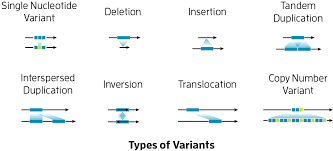 Single Nucleotide
Variant
Deletion
Insertion
Tandem
Duplication
Interspersed
Duplication
Inversion
Translocation
Copy Number
Variant
Types of Variants